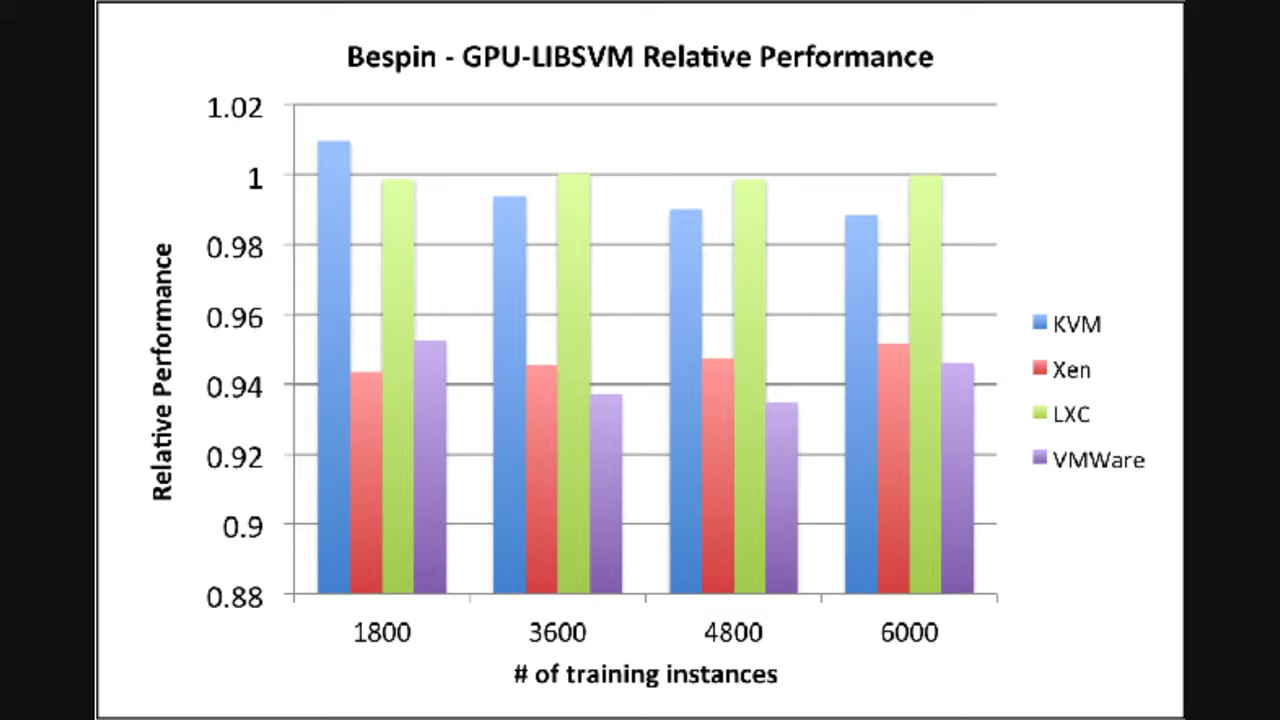 Bespin - GPU-LIBSVM Relative Performance
1.02
1
0.98
0.96
0.94
0.92
0.9
0.88
Relative Performance
1800 3600 4800 6000
# of training instances
KVM
Xen
LXC
VMWare